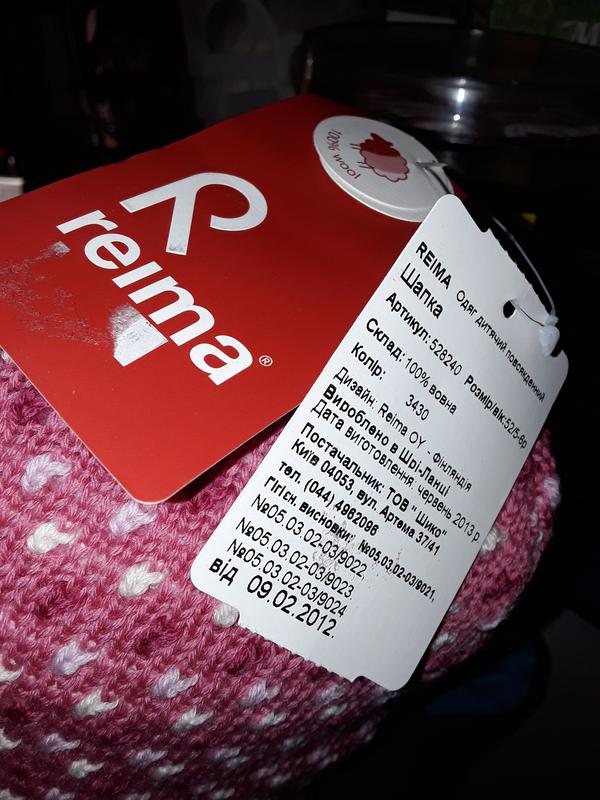 reima®
100% wool
REIMA Одяг дитячий повсякденний
Шапка
Артикул: 528240 Розмір/вік:52/5-6р
Склад: 100% вовна
Колір: 3430
Дизайн: Reima OY - Фінляндія
Вироблено в Шрі-Ланці
Дата виготовлення: червень 2013 р.
Постачальник: ТОВ "Шико"
Київ 04053, вул. Артема 37/41
тел. (044) 4962096
Гігієн. висновки: №05.03.02-03/9021,
№05.03.02-03/9022,
№05.03.02-03/9023
№05.03.02-03/9024
від 09.02.2012.